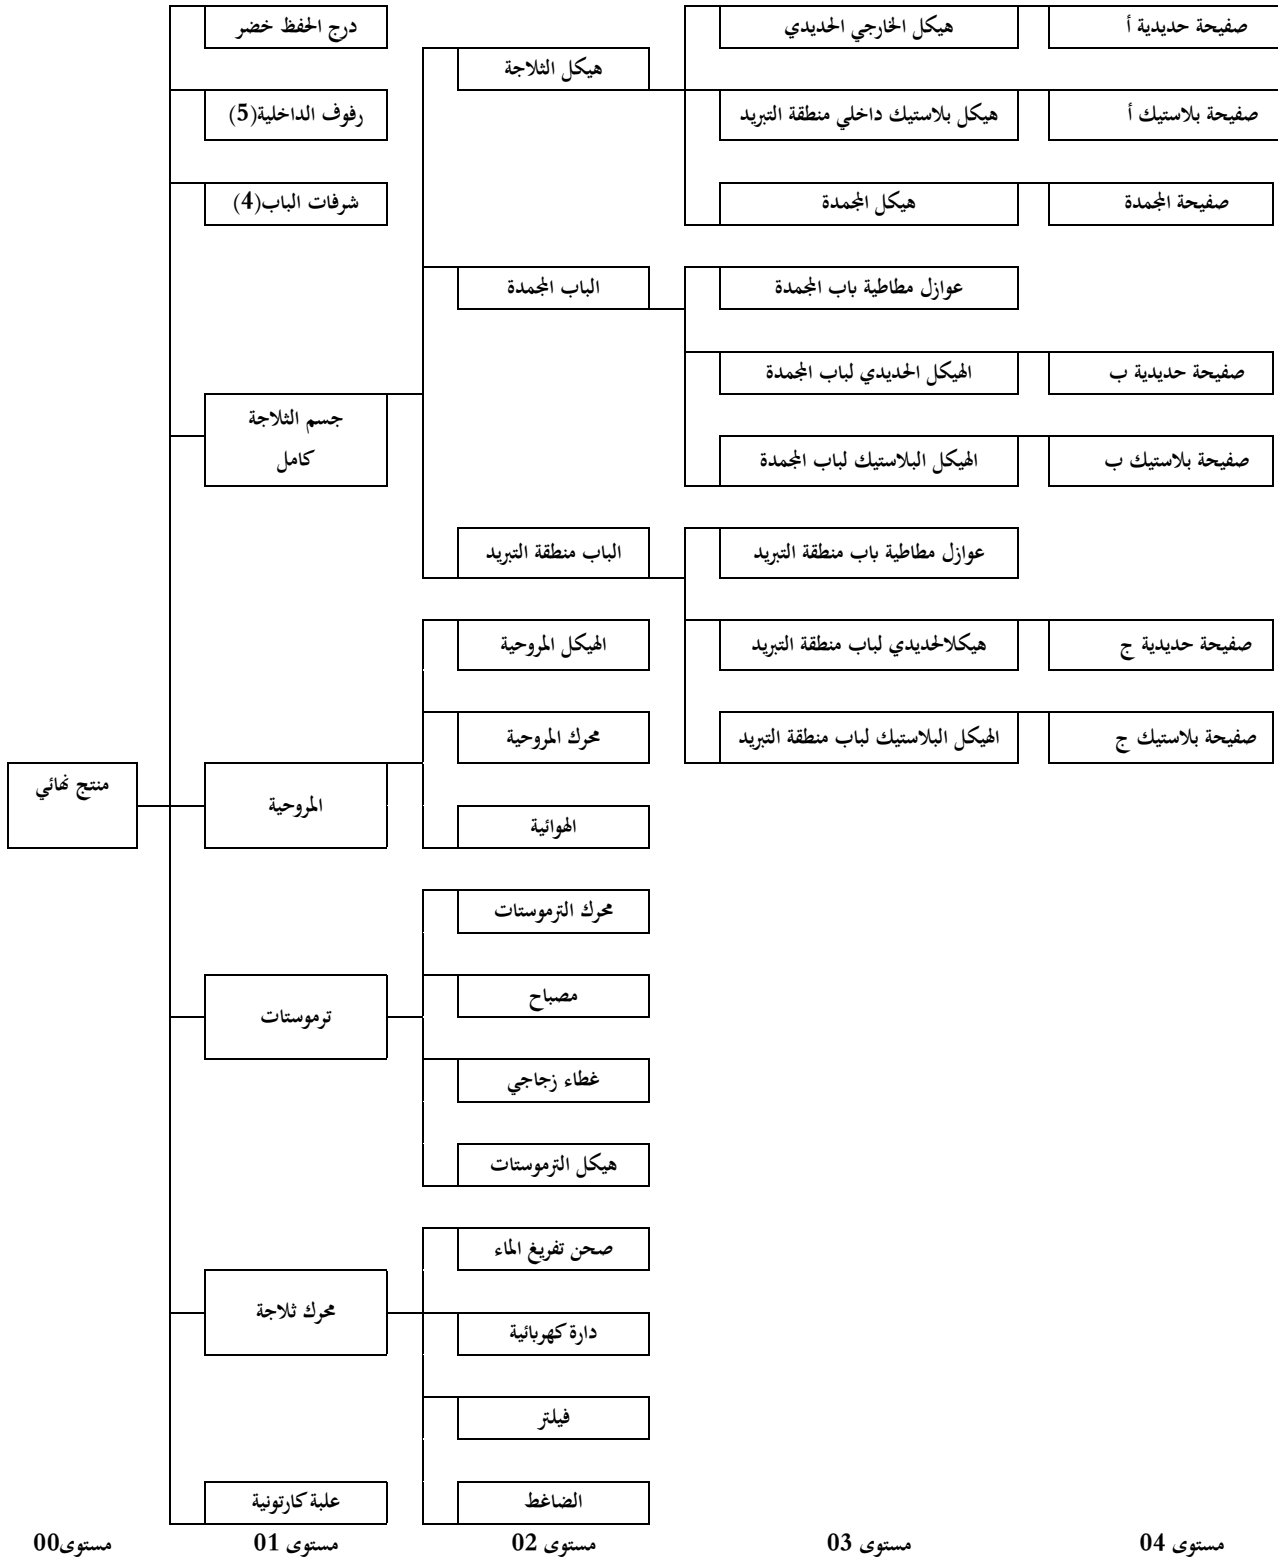 درج الحفظ خضر
هيكل الخارجي الحديدي
صفيحة حديدية أ
هيكل الثلاجة
رفوف الداخلية(5)
هيكل بلاستيك داخلي منطقة التبريد
صفيحة بلاستيك أ
شرفات الباب(4)
هيكل المجمدة
صفيحة المجمدة
الباب المجمدة
عوازل مطاطية باب المجمدة
الهيكل الحديدي لباب المجمدة
صفيحة حديدية ب
جسم الثلاجة
كامل
الهيكل البلاستيك لباب المجمدة
صفيحة بلاستيك ب
الباب منطقة التبريد
عوازل مطاطية باب منطقة التبريد
الهيكل المروحية
هيكلالحديدي لباب منطقة التبريد
صفيحة حديدية ج
محرك المروحية
الهيكل البلاستيك لباب منطقة التبريد
صفيحة بلاستيك ج
منتج نهائي
المروحية
الهوائية
محرك الترموستات
مصباح
ترموستات
غطاء زجاجي
هيكل الترموستات
صحن تفريغ الماء
محرك ثلاجة
دارة كهربائية
فيلتر
علبة كارتونية
الضاغط
مستوى00
مستوى 01
مستوى 02
مستوى 03
مستوى 04